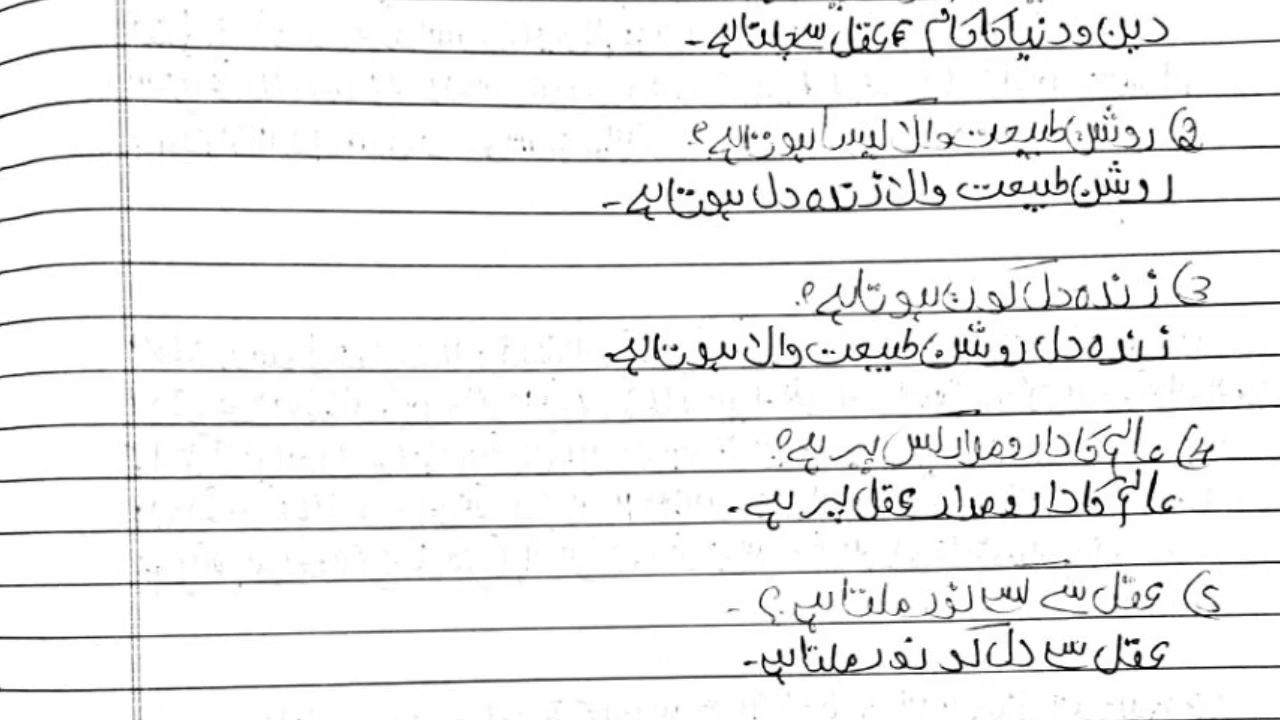 دین و دنیا کا کام عقل سے چلتا ہے۔
2) روشن طبیعت والا کیسا ہوتا ہے؟
روشن طبیعت والا زندہ دل ہوتا ہے۔
3) زندہ دل کون ہوتا ہے؟
زندہ دل روشن طبیعت والا ہوتا ہے۔
4) عالم کا دارومدار کس پر ہے؟
عالم کا دارومدار عقل پر ہے۔
5) عقل سے کسے نور ملتا ہے؟۔
عقل سے دل کو نور ملتا ہے۔